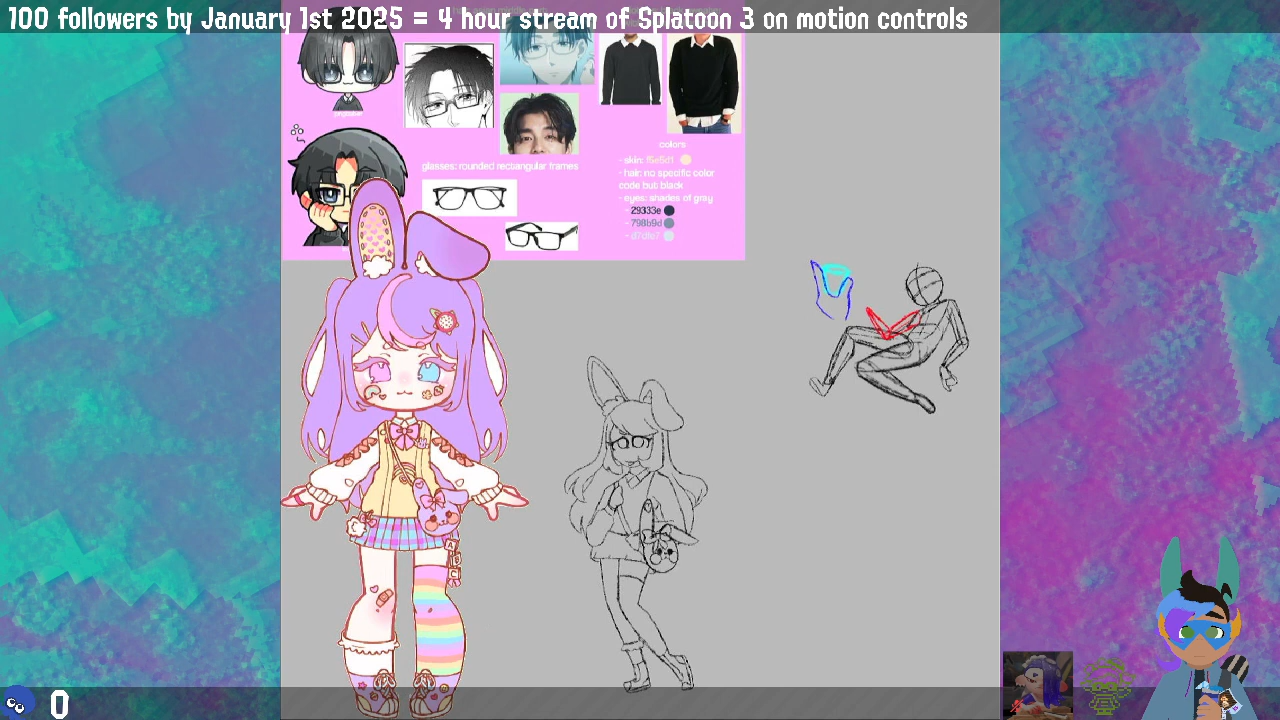 100 followers by January 1st 2025 = 4 hour stream of Splatoon 3 on motion controls
colors
glasses: rounded rectangular frames
- skin: f6e5d1
- hair: no specific color
code but: black
- eyes: shades of gray
- 29333e
- 798b9d
- d7dfe7
A
B
C
0